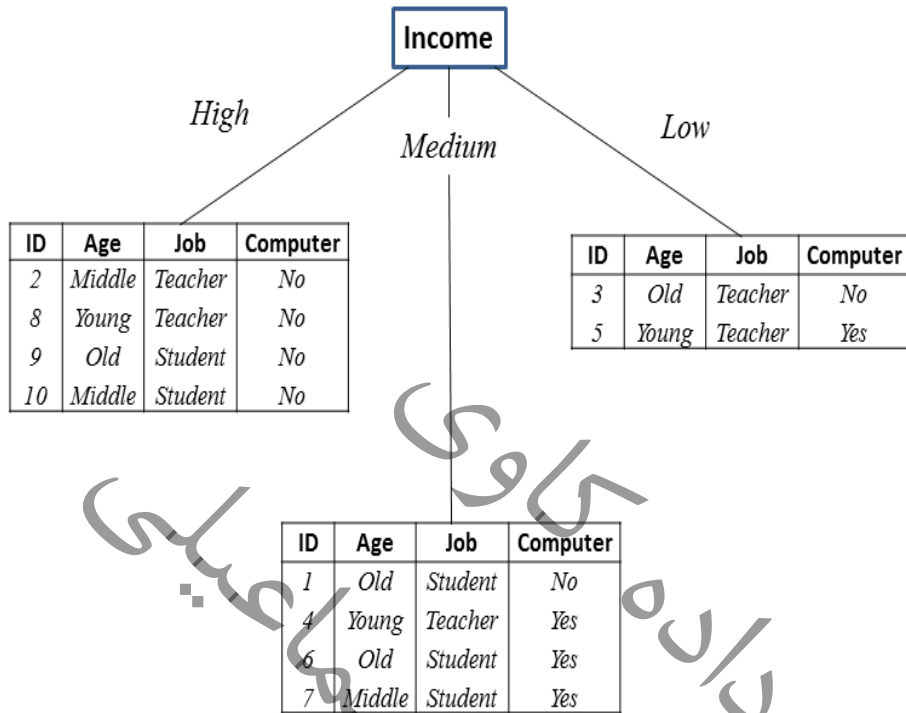 Income
High
Medium
Low
ID Age Job Computer
2 Middle Teacher No
8 Young Teacher No
9 Old Student No
10 Middle Student No
ID Age Job Computer
3 Old Teacher No
5 Young Teacher Yes
ID Age Job Computer
1 Old Student No
4 Young Teacher Yes
6 Old Student Yes
7 Middle Student Yes
داده کاوی